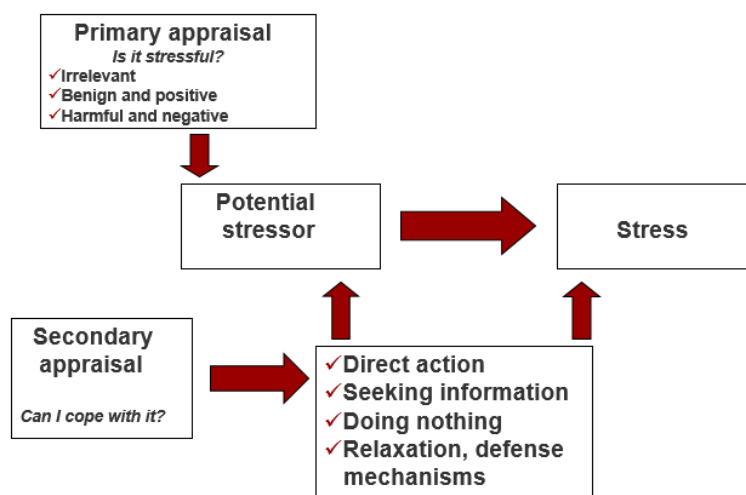 Primary appraisal
Is it stressful?
✓Irrelevant
✓Benign and positive
✓Harmful and negative
Potential
stressor
Stress
Secondary
appraisal
Can I cope with it?
✓Direct action
✓Seeking information
✓Doing nothing
✓Relaxation, defense
mechanisms